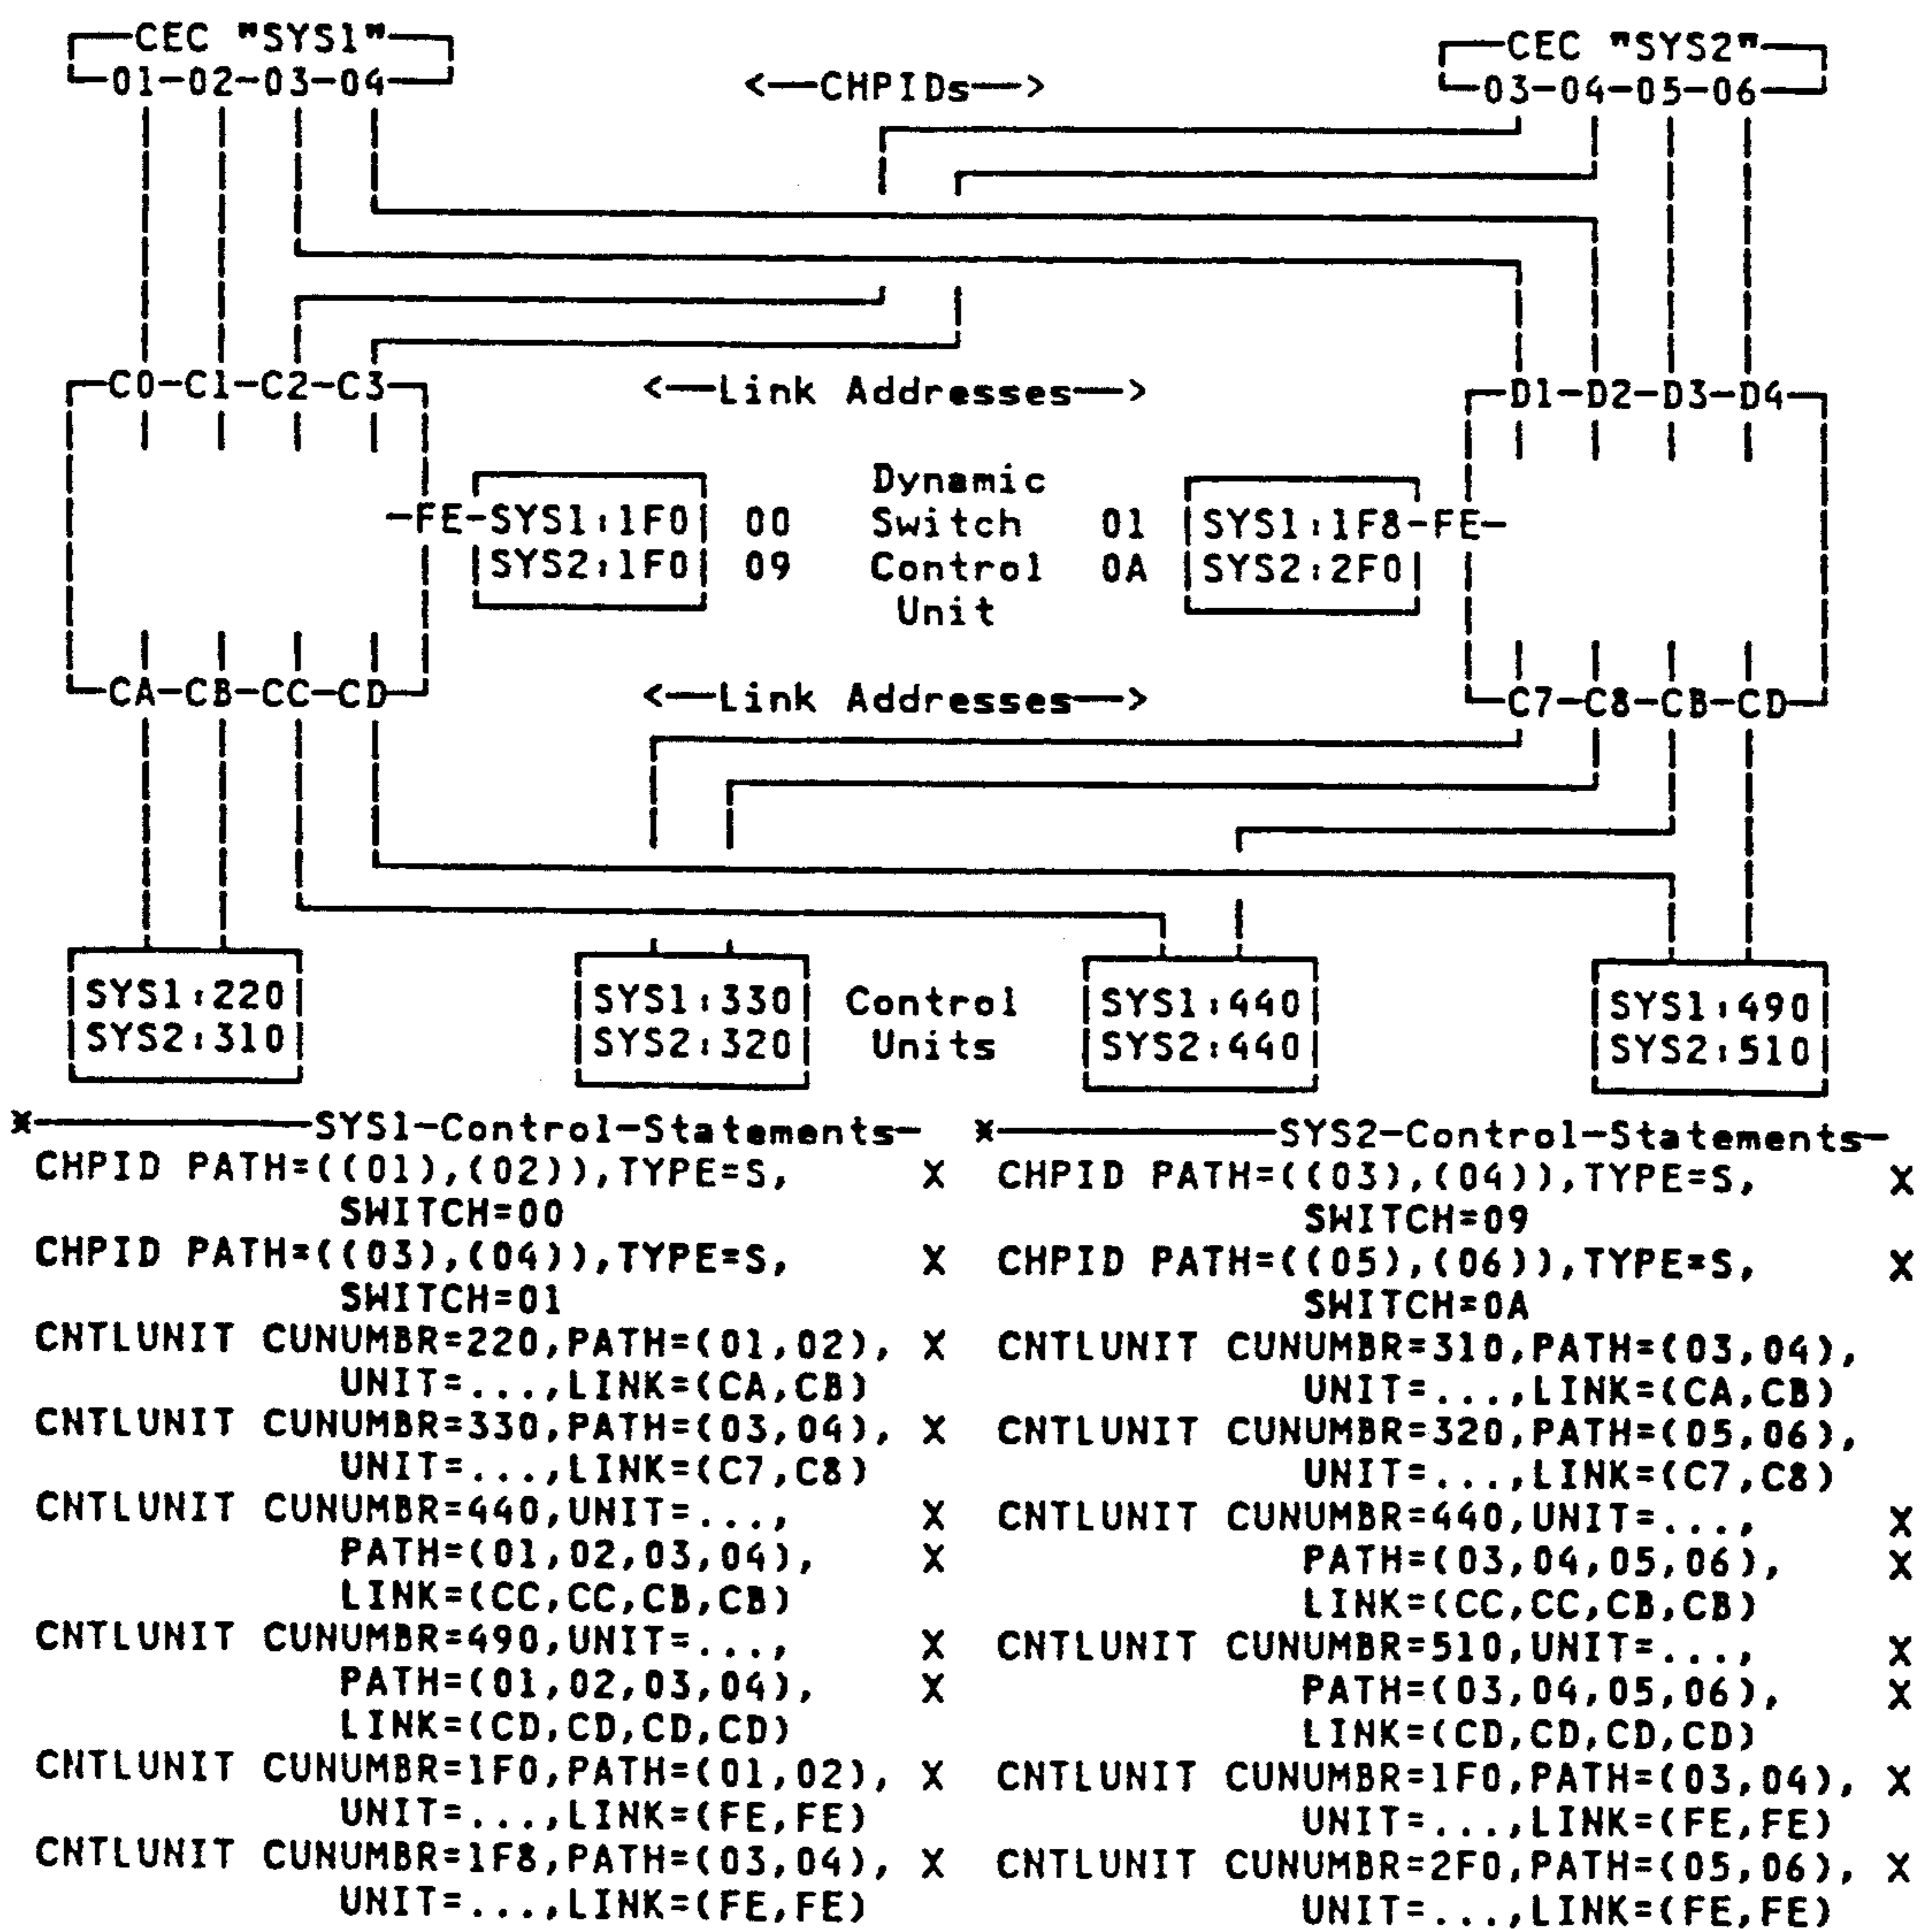 CEC "SYS1" CEC "SYS2"
01-02-03-04 <—CHPIDs—> 03-04-05-06
C0-C1-C2-C3 <—Link Addresses—> D1-D2-D3-D4
Dynamic
-FE-SYS1:1F0 00 Switch 01 SYS1:1F8-FE-
SYS2:1F0 09 Control 0A SYS2:2F0
Unit
CA-CB-CC-CD <—Link Addresses—> C7-C8-CB-CD
SYS1:220 SYS1:330 Control SYS1:440 SYS1:490
SYS2:310 SYS2:320 Units SYS2:440 SYS2:510
*————SYS1-Control-Statements-
CHPID PATH=((01),(02)),TYPE=S, X
SWITCH=00
CHPID PATH=((03),(04)),TYPE=S, X
SWITCH=01
CNTLUNIT CUNUMBR=220,PATH=(01,02), X
UNIT=...,LINK=(CA,CB)
CNTLUNIT CUNUMBR=330,PATH=(03,04), X
UNIT=...,LINK=(C7,C8)
CNTLUNIT CUNUMBR=440,UNIT=..., X
PATH=(01,02,03,04), X
LINK=(CC,CC,CB,CB)
CNTLUNIT CUNUMBR=490,UNIT=..., X
PATH=(01,02,03,04), X
LINK=(CD,CD,CD,CD)
CNTLUNIT CUNUMBR=1F0,PATH=(01,02), X
UNIT=...,LINK=(FE,FE)
CNTLUNIT CUNUMBR=1F8,PATH=(03,04), X
UNIT=...,LINK=(FE,FE)
*————SYS2-Control-Statements-
CHPID PATH=((03),(04)),TYPE=S, X
SWITCH=09
CHPID PATH=((05),(06)),TYPE=S, X
SWITCH=0A
CNTLUNIT CUNUMBR=310,PATH=(03,04),
UNIT=...,LINK=(CA,CB)
CNTLUNIT CUNUMBR=320,PATH=(05,06),
UNIT=...,LINK=(C7,C8)
CNTLUNIT CUNUMBR=440,UNIT=..., X
PATH=(03,04,05,06), X
LINK=(CC,CC,CB,CB)
CNTLUNIT CUNUMBR=510,UNIT=..., X
PATH=(03,04,05,06), X
LINK=(CD,CD,CD,CD)
CNTLUNIT CUNUMBR=1F0,PATH=(03,04), X
UNIT=...,LINK=(FE,FE)
CNTLUNIT CUNUMBR=2F0,PATH=(05,06), X
UNIT=...,LINK=(FE,FE)